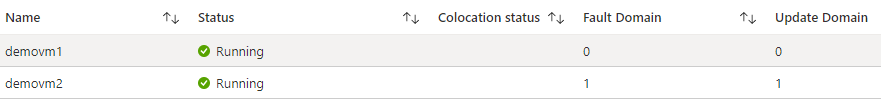 Name Status Colocation status Fault Domain Update Domain
demovm1 Running 0 0
demovm2 Running 1 1